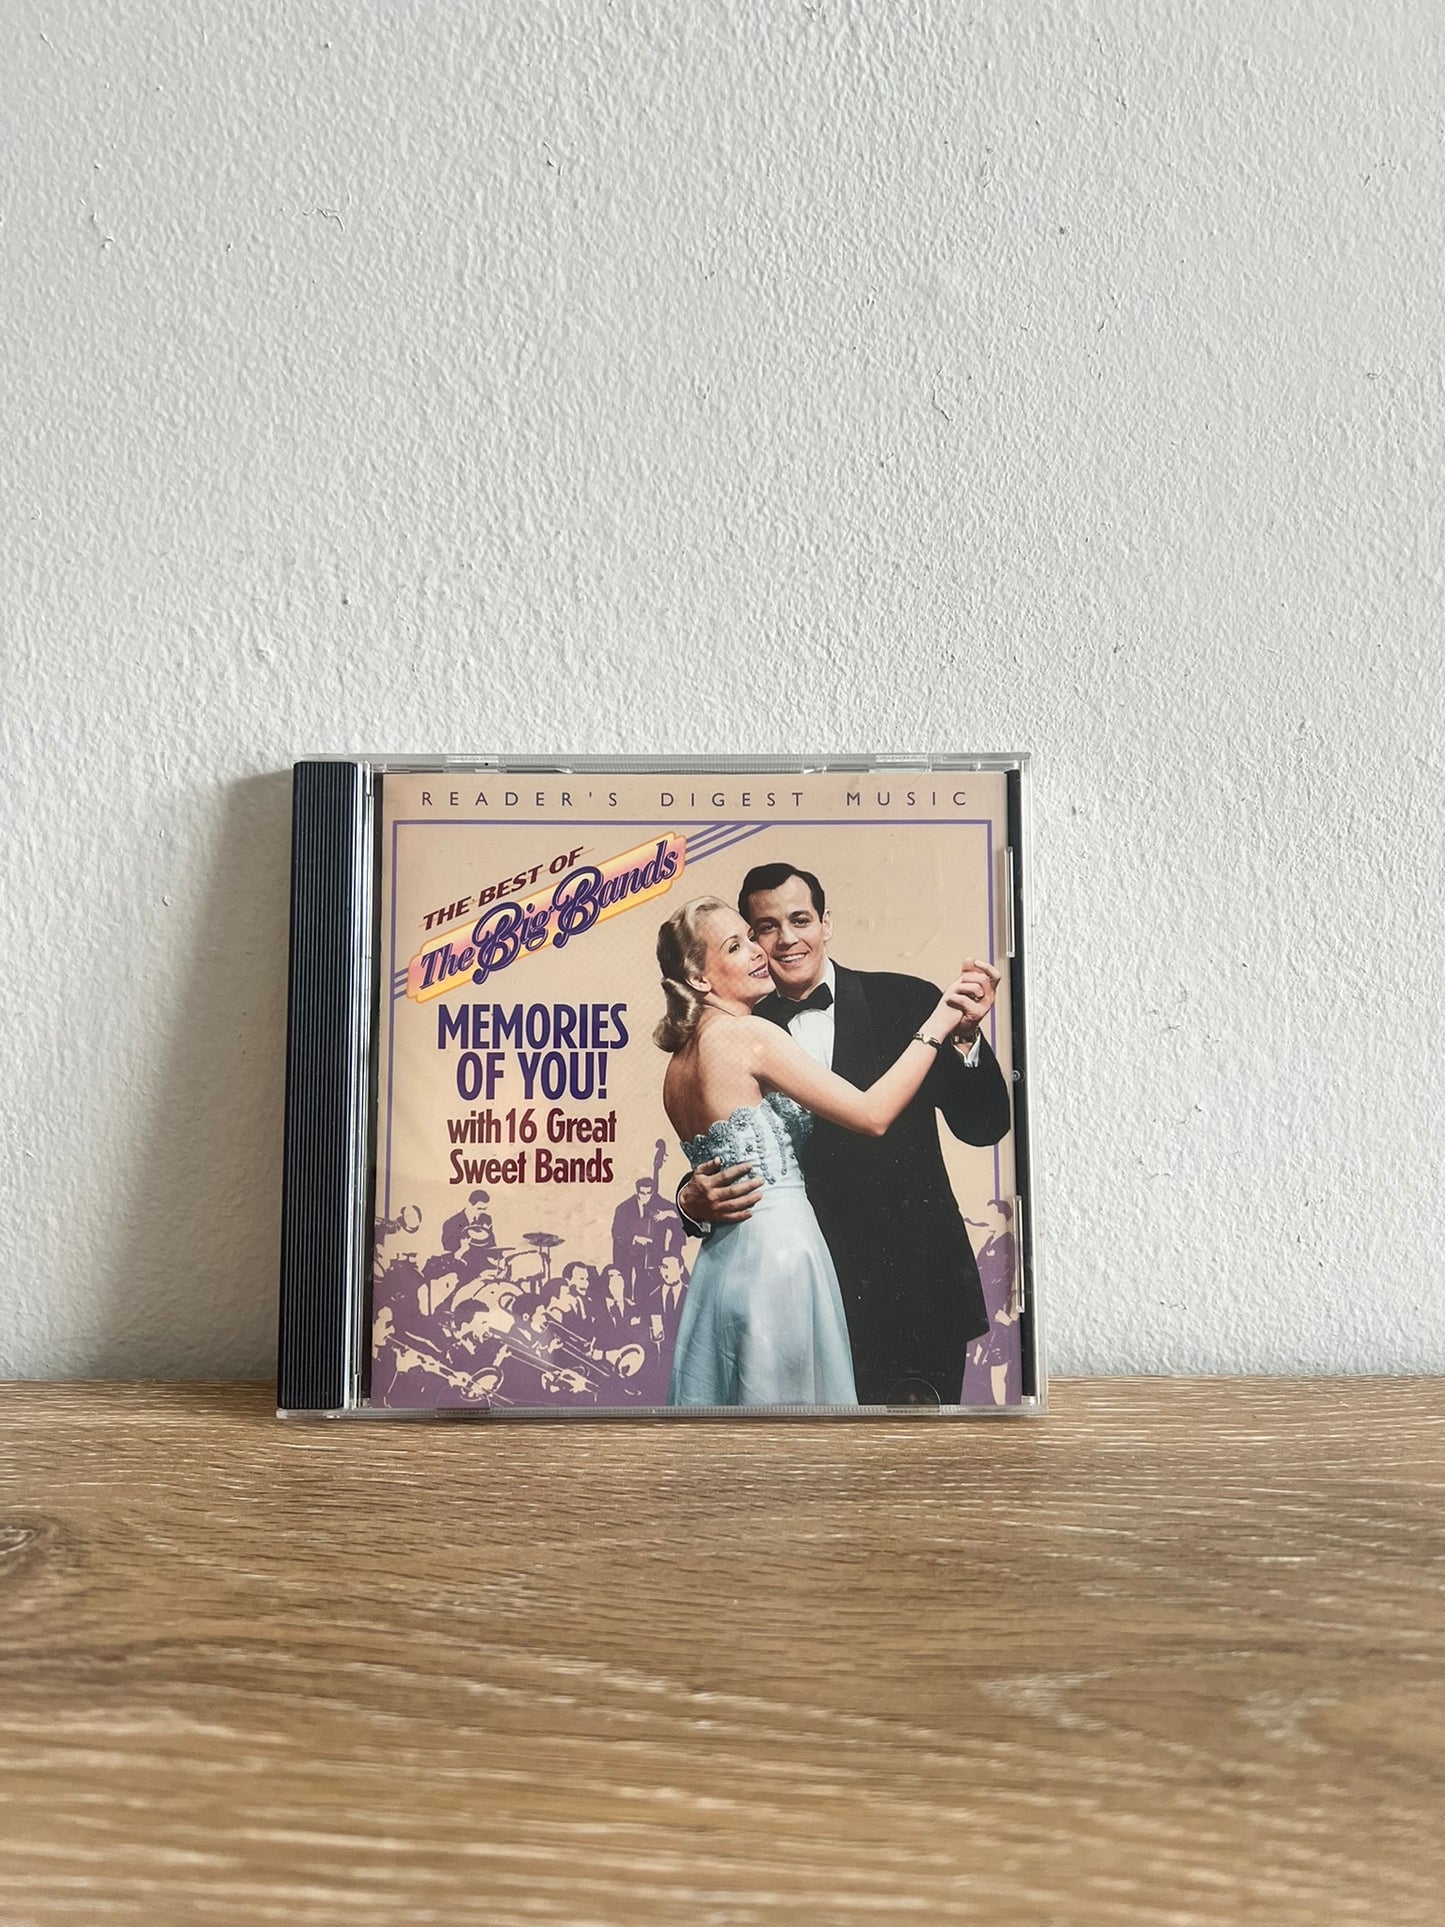 READER'S DIGEST MUSIC
THE BEST OF
The Big Bands
MEMORIES
OF YOU!
with 16 Great
Sweet Bands